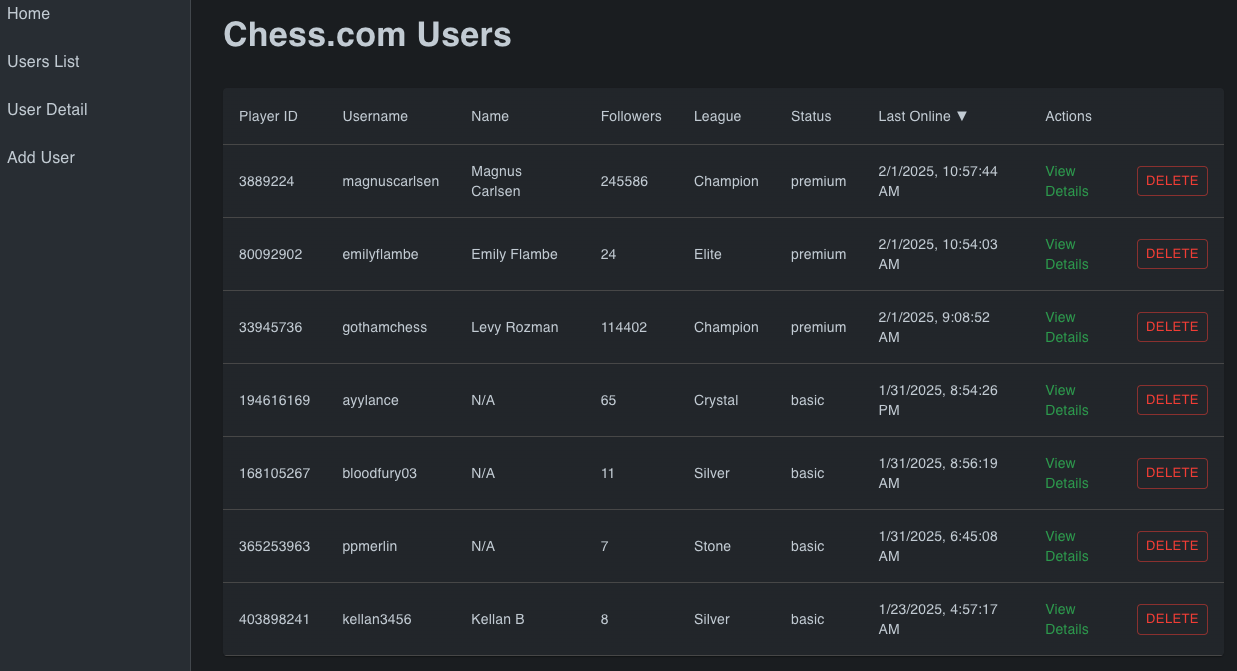 Home
Users List
User Detail
Add User
Chess.com Users
Player ID Username Name Followers League Status Last Online ▼ Actions
3889224 magnuscarlsen Magnus Carlsen 245586 Champion premium 2/1/2025, 10:57:44 AM View Details DELETE
80092902 emilyflambe Emily Flambe 24 Elite premium 2/1/2025, 10:54:03 AM View Details DELETE
33945736 gothamchess Levy Rozman 114402 Champion premium 2/1/2025, 9:08:52 AM View Details DELETE
194616169 ayylance N/A 65 Crystal basic 1/31/2025, 8:54:26 PM View Details DELETE
168105267 bloodfury03 N/A 11 Silver basic 1/31/2025, 8:56:19 AM View Details DELETE
365253963 ppmerlin N/A 7 Stone basic 1/31/2025, 6:45:08 AM View Details DELETE
403898241 kellan3456 Kellan B 8 Silver basic 1/23/2025, 4:57:17 AM View Details DELETE